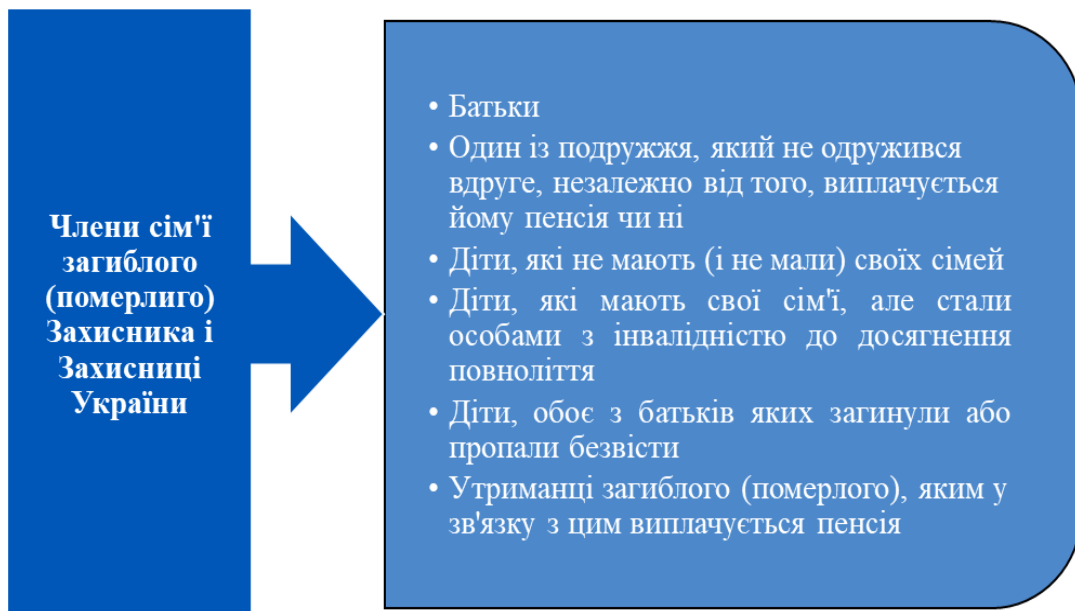 Члени сім'ї
загиблого
(померлиго)
Захисника і
Захисниці
України
• Батьки
• Один із подружжя, який не одружився
вдруге, незалежно від того, виплачується
йому пенсія чи ні
• Діти, які не мають (і не мали) своїх сімей
• Діти, які мають свої сім'ї, але стали
особами з інвалідністю до досягнення
повноліття
• Діти, обоє з батьків яких загинули або
пропали безвісти
• Утриманці загиблого (померлого), яким у
зв'язку з цим виплачується пенсія